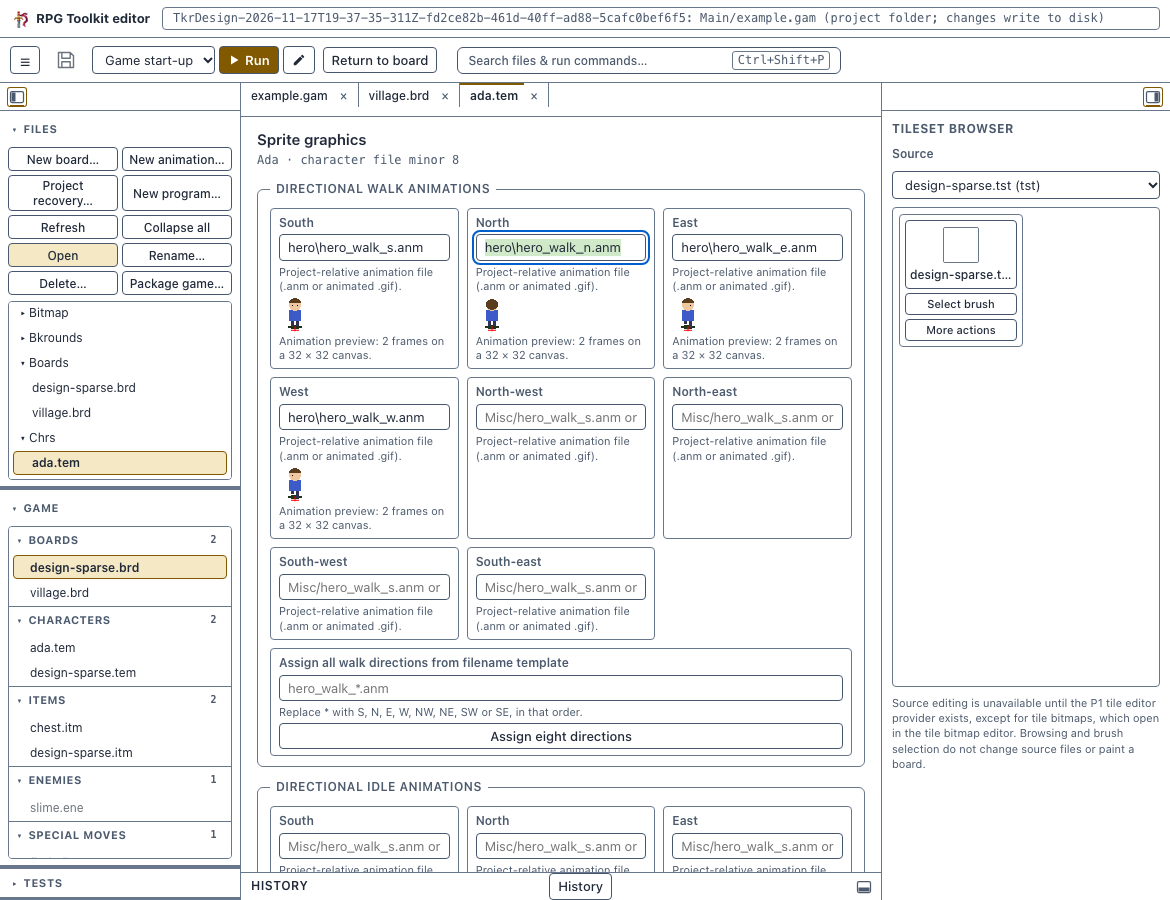 RPG Toolkit editor
TkrDesign-2026-11-17T19-37-35-311Z-fd2ce82b-461d-40ff-ad88-5cafc0bef6f5: Main/example.gam (project folder; changes write to disk)
Game start-up
Run
Return to board
Search files & run commands...
Ctrl+Shift+P
FILES
New board...
New animation...
Project recovery...
New program...
Refresh
Collapse all
Open
Rename...
Delete...
Package game...
Bitmap
Bkrounds
Boards
design-sparse.brd
village.brd
Chrs
ada.tem
GAME
BOARDS 2
design-sparse.brd
village.brd
CHARACTERS 2
ada.tem
design-sparse.tem
ITEMS 2
chest.itm
design-sparse.itm
ENEMIES 1
slime.ene
SPECIAL MOVES 1
TESTS
example.gam ×
village.brd ×
ada.tem ×
Sprite graphics
Ada · character file minor 8
DIRECTIONAL WALK ANIMATIONS
South
hero\hero_walk_s.anm
Project-relative animation file
(.anm or animated .gif).
Animation preview: 2 frames on
a 32 × 32 canvas.
North
hero\hero_walk_n.anm
Project-relative animation file
(.anm or animated .gif).
Animation preview: 2 frames on
a 32 × 32 canvas.
East
hero\hero_walk_e.anm
Project-relative animation file
(.anm or animated .gif).
Animation preview: 2 frames on
a 32 × 32 canvas.
West
hero\hero_walk_w.anm
Project-relative animation file
(.anm or animated .gif).
Animation preview: 2 frames on
a 32 × 32 canvas.
North-west
Misc/hero_walk_s.anm or
Project-relative animation file
(.anm or animated .gif).
North-east
Misc/hero_walk_s.anm or
Project-relative animation file
(.anm or animated .gif).
South-west
Misc/hero_walk_s.anm or
Project-relative animation file
(.anm or animated .gif).
South-east
Misc/hero_walk_s.anm or
Project-relative animation file
(.anm or animated .gif).
Assign all walk directions from filename template
hero_walk_*.anm
Replace * with S, N, E, W, NW, NE, SW or SE, in that order.
Assign eight directions
DIRECTIONAL IDLE ANIMATIONS
South
Misc/hero_walk_s.anm or
Project-relative animation file
North
Misc/hero_walk_s.anm or
Project-relative animation file
East
Misc/hero_walk_s.anm or
Project-relative animation file
HISTORY
History
TILESET BROWSER
Source
design-sparse.tst (tst)
design-sparse.t...
Select brush
More actions
Source editing is unavailable until the P1 tile editor
provider exists, except for tile bitmaps, which open
in the tile bitmap editor. Browsing and brush
selection do not change source files or paint a
board.